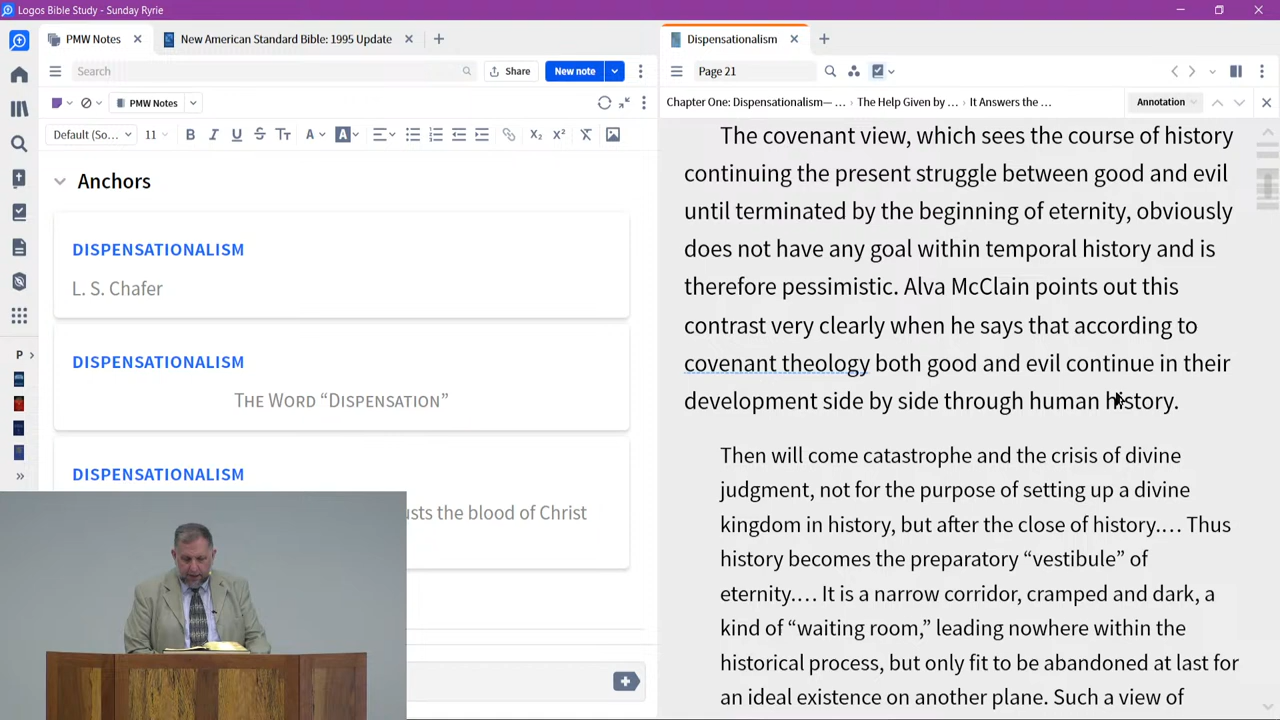 Logos Bible Study - Sunday Ryrie
PMW Notes
New American Standard Bible: 1995 Update
Dispensationalism
Search
Share
New note
Page 21
PMW Notes
Chapter One: Dispensationalism— ... › The Help Given by ... › It Answers the ...
Annotation
Default (So...
11
B I U S Tt A A X₂ X²
Anchors
DISPENSATIONALISM
L. S. Chafer
DISPENSATIONALISM
The Word “Dispensation”
DISPENSATIONALISM
usts the blood of Christ
P
The covenant view, which sees the course of history
continuing the present struggle between good and evil
until terminated by the beginning of eternity, obviously
does not have any goal within temporal history and is
therefore pessimistic. Alva McClain points out this
contrast very clearly when he says that according to
covenant theology both good and evil continue in their
development side by side through human history.
Then will come catastrophe and the crisis of divine
judgment, not for the purpose of setting up a divine
kingdom in history, but after the close of history.… Thus
history becomes the preparatory “vestibule” of
eternity.… It is a narrow corridor, cramped and dark, a
kind of “waiting room,” leading nowhere within the
historical process, but only fit to be abandoned at last for
an ideal existence on another plane. Such a view of